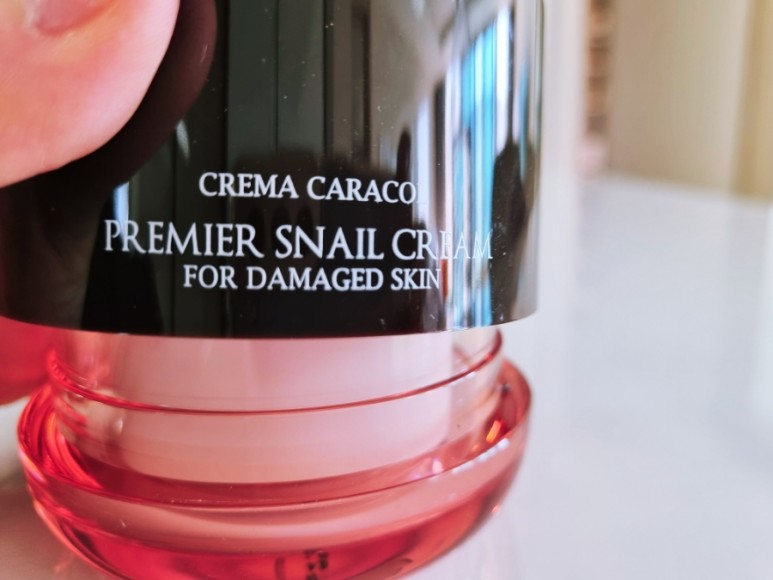 CREMA CARACOL
PREMIER SNAIL CREAM
FOR DAMAGED SKIN